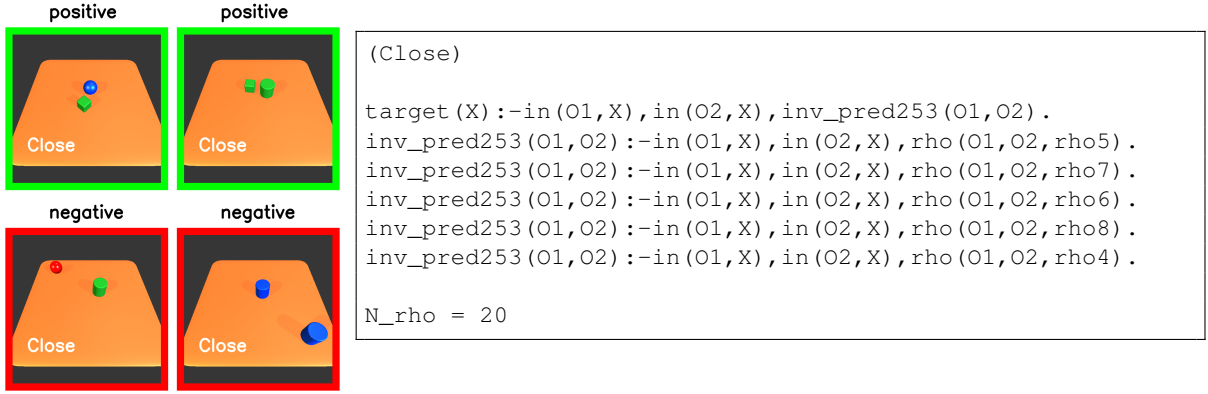 positive
positive
Close
Close
negative
negative
Close
Close
(Close)
target(X):-in(O1,X),in(O2,X),inv_pred253(O1,O2).
inv_pred253(O1,O2):-in(O1,X),in(O2,X),rho(O1,O2,rho5).
inv_pred253(O1,O2):-in(O1,X),in(O2,X),rho(O1,O2,rho7).
inv_pred253(O1,O2):-in(O1,X),in(O2,X),rho(O1,O2,rho6).
inv_pred253(O1,O2):-in(O1,X),in(O2,X),rho(O1,O2,rho8).
inv_pred253(O1,O2):-in(O1,X),in(O2,X),rho(O1,O2,rho4).
N_rho = 20